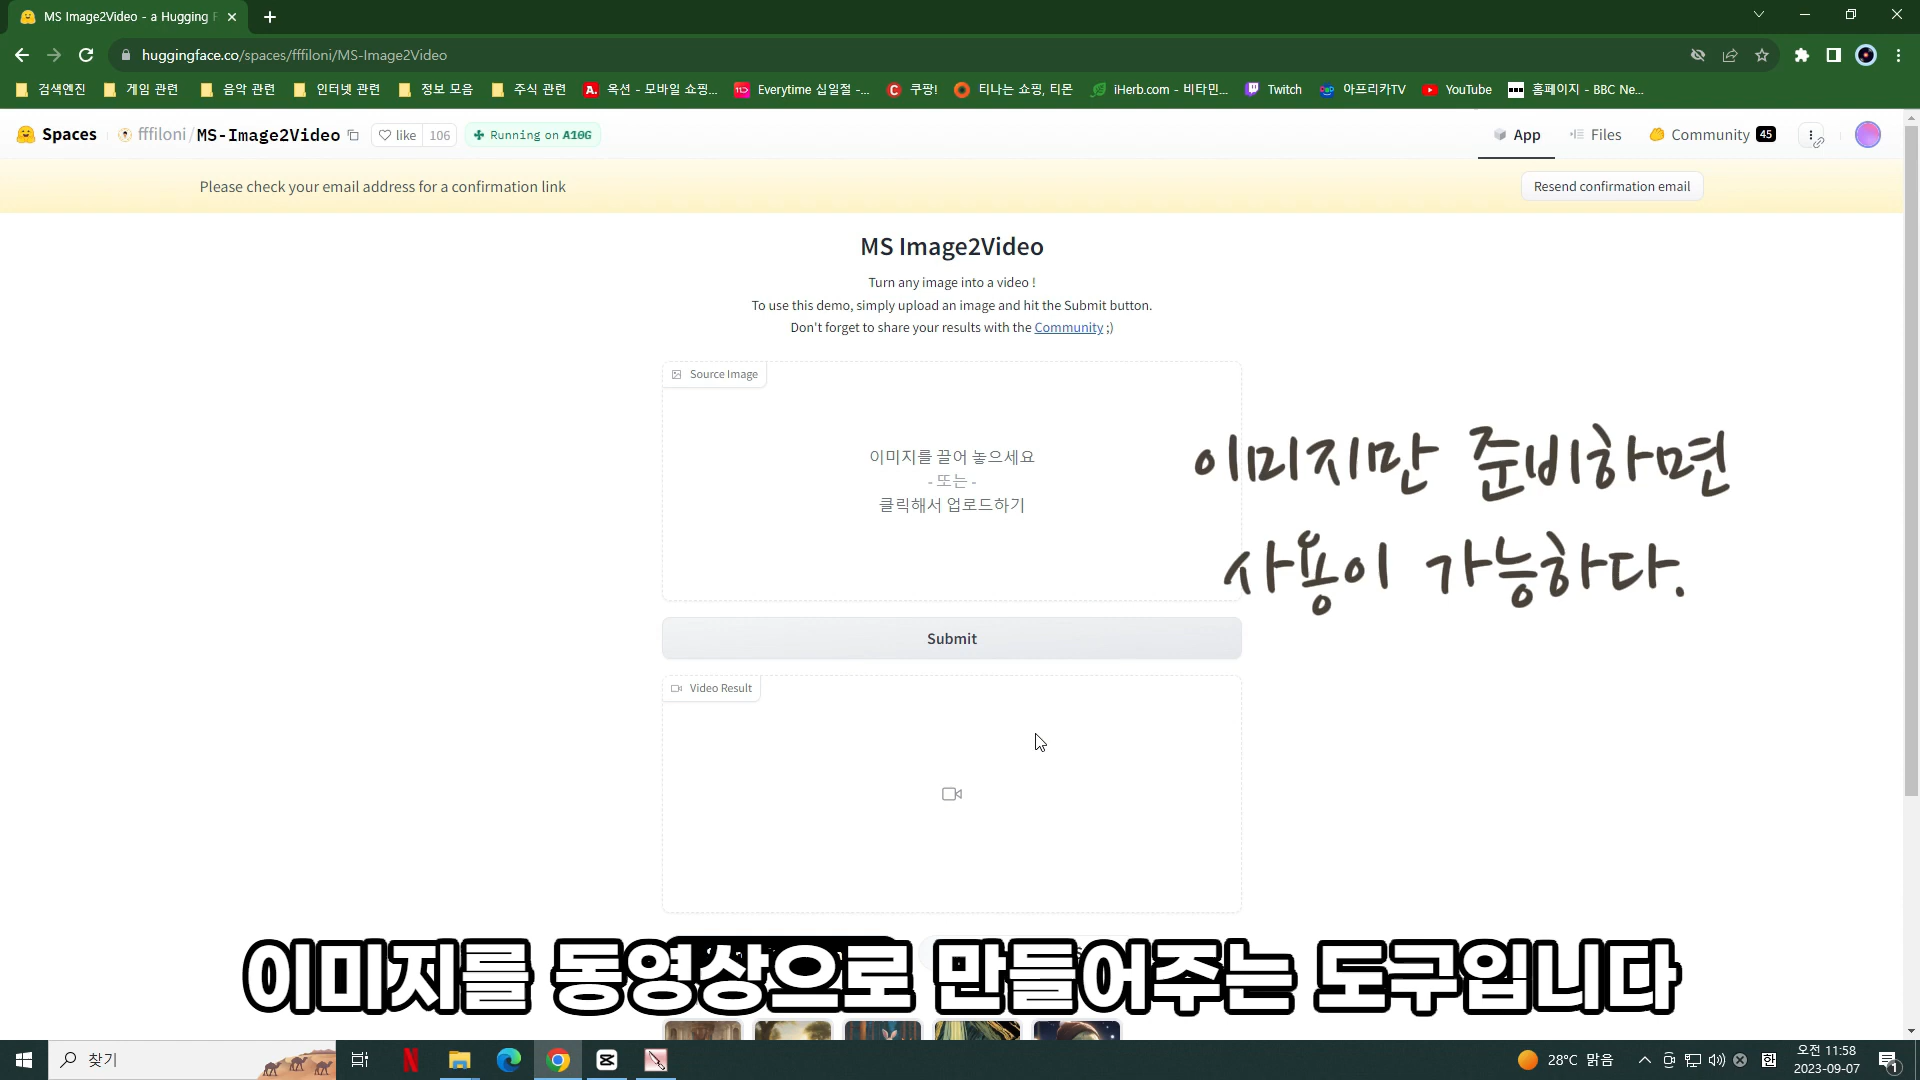 MS Image2Video - a Hugging F
huggingface.co/spaces/fffiloni/MS-Image2Video
검색엔진 게임 관련 음악 관련 인터넷 관련 정보 모음 주식 관련 옥션 - 모바일 쇼핑... Everytime 십일절 -... 쿠팡! 티나는 쇼핑, 티몬 iHerb.com - 비타민... Twitch 아프리카TV YouTube 홈페이지 - BBC Ne...
Spaces fffiloni/MS-Image2Video like 106 Running on A10G App Files Community 45
Please check your email address for a confirmation link Resend confirmation email
MS Image2Video
Turn any image into a video !
To use this demo, simply upload an image and hit the Submit button.
Don't forget to share your results with the Community ;)
Source Image
이미지를 끌어 놓으세요
- 또는 -
클릭해서 업로드하기
이미지만 준비하면
사용이 가능하다.
Submit
Video Result
이미지를 동영상으로 만들어주는 도구입니다
찾기 28°C 맑음 한 오전 11:58
2023-09-07 1